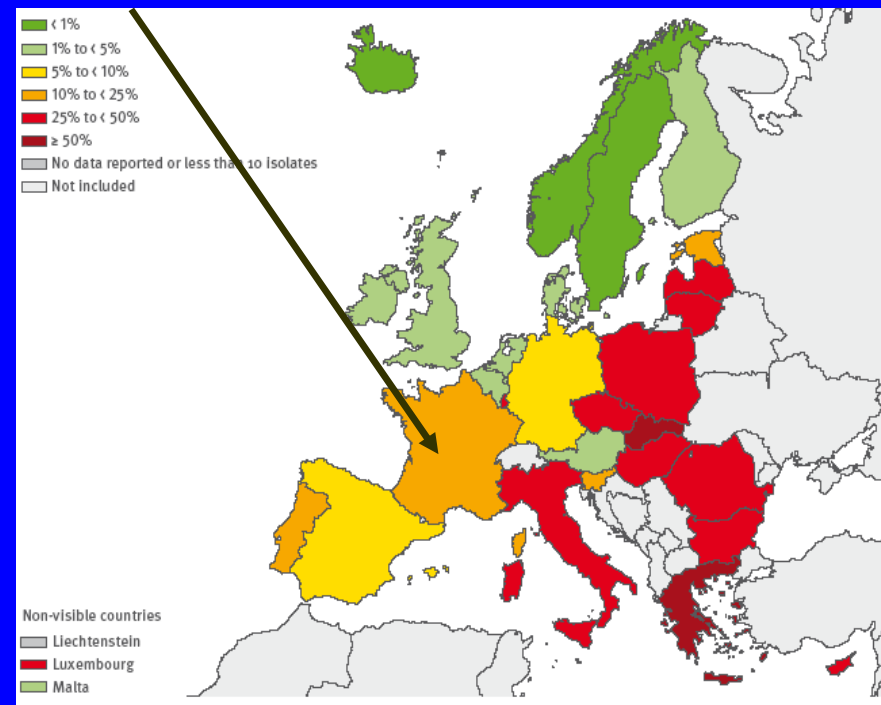 < 1%
1% to < 5%
5% to < 10%
10% to < 25%
25% to < 50%
≥ 50%
No data reported or less than 10 isolates
Not included
Non-visible countries
Liechtenstein
Luxembourg
Malta